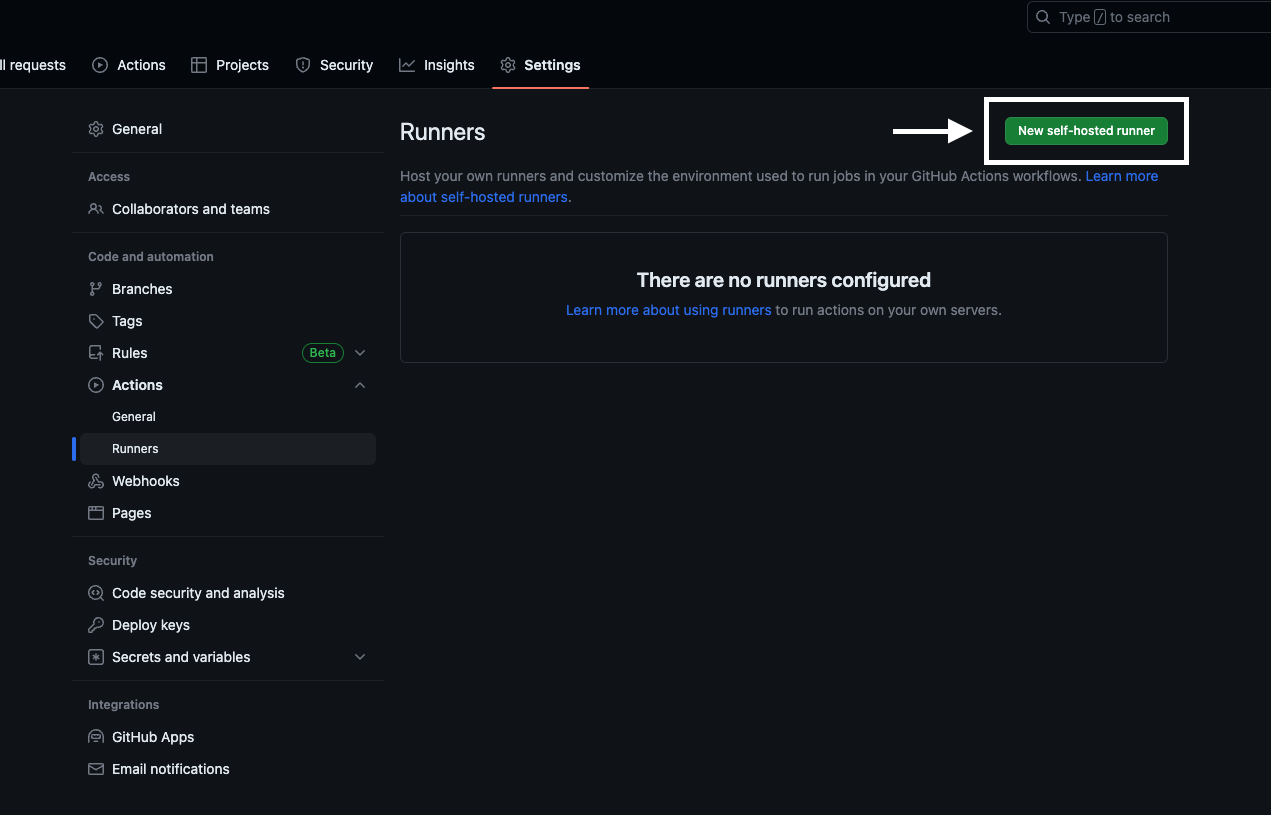 Type / to search
ll requests Actions Projects Security Insights Settings
General
Access
Collaborators and teams
Code and automation
Branches
Tags
Rules Beta
Actions
General
Runners
Webhooks
Pages
Security
Code security and analysis
Deploy keys
Secrets and variables
Integrations
GitHub Apps
Email notifications
Runners
New self-hosted runner
Host your own runners and customize the environment used to run jobs in your GitHub Actions workflows. Learn more
about self-hosted runners.
There are no runners configured
Learn more about using runners to run actions on your own servers.